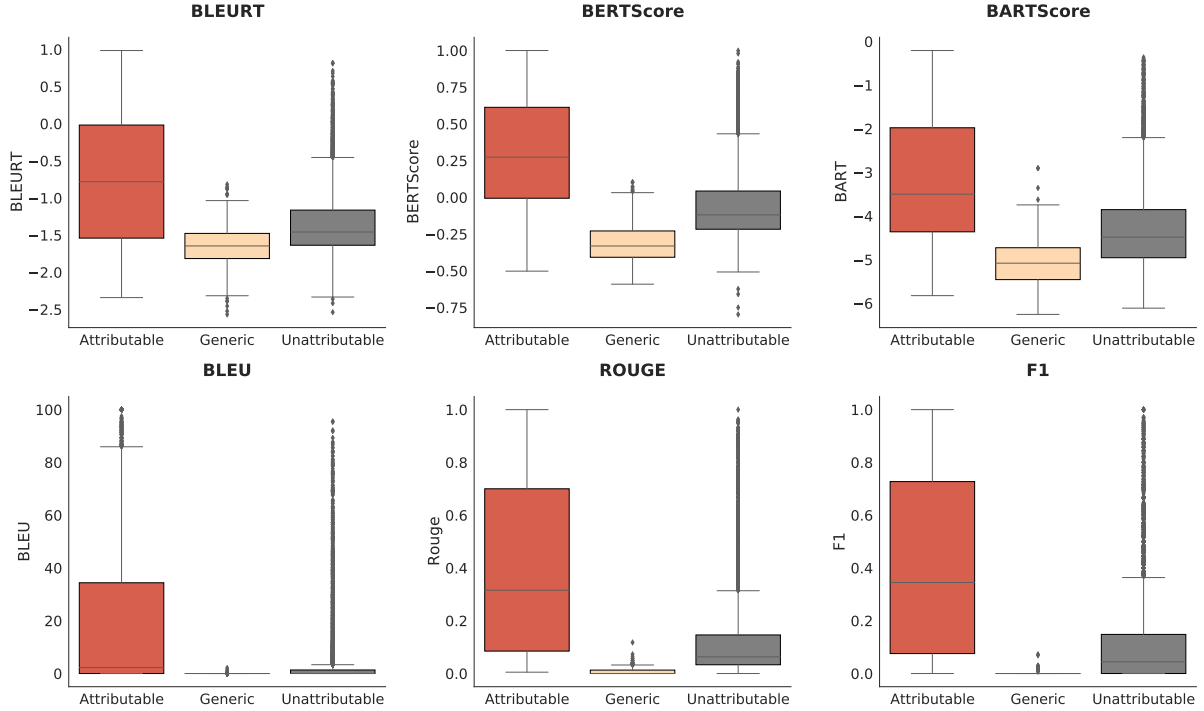 BLEURT
BERTScore
BARTScore
BLEURT
1.0
0.5
0.0
−0.5
−1.0
−1.5
−2.0
−2.5
Attributable Generic Unattributable
BERTScore
1.00
0.75
0.50
0.25
0.00
−0.25
−0.50
−0.75
Attributable Generic Unattributable
BART
0
−1
−2
−3
−4
−5
−6
Attributable Generic Unattributable
BLEU
ROUGE
F1
BLEU
100
80
60
40
20
0
Attributable Generic Unattributable
Rouge
1.0
0.8
0.6
0.4
0.2
0.0
Attributable Generic Unattributable
F1
1.0
0.8
0.6
0.4
0.2
0.0
Attributable Generic Unattributable